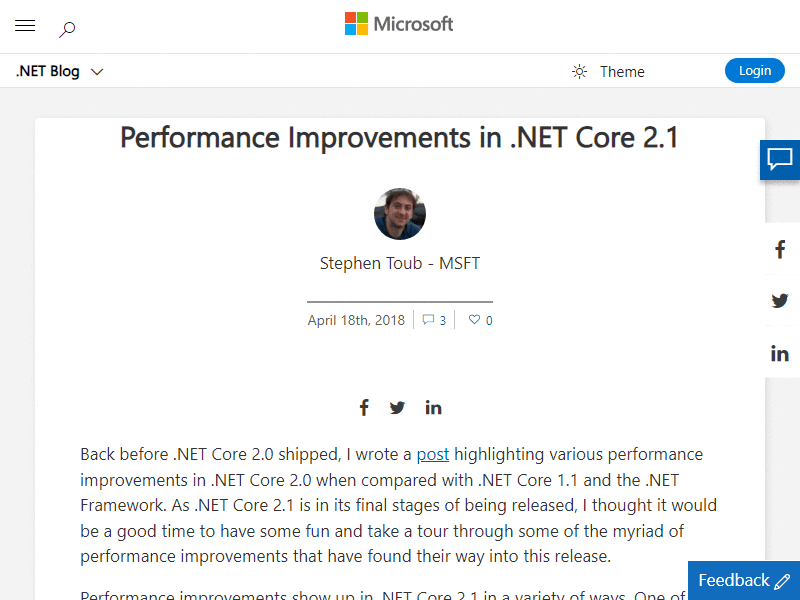 Microsoft
.NET Blog
Theme
Login
Performance Improvements in .NET Core 2.1
Stephen Toub - MSFT
April 18th, 2018
3
0
Back before .NET Core 2.0 shipped, I wrote a post highlighting various performance
improvements in .NET Core 2.0 when compared with .NET Core 1.1 and the .NET
Framework. As .NET Core 2.1 is in its final stages of being released, I thought it would
be a good time to have some fun and take a tour through some of the myriad of
performance improvements that have found their way into this release.
Feedback
Performance improvements show up in .NET Core 2.1 in a variety of ways. One of